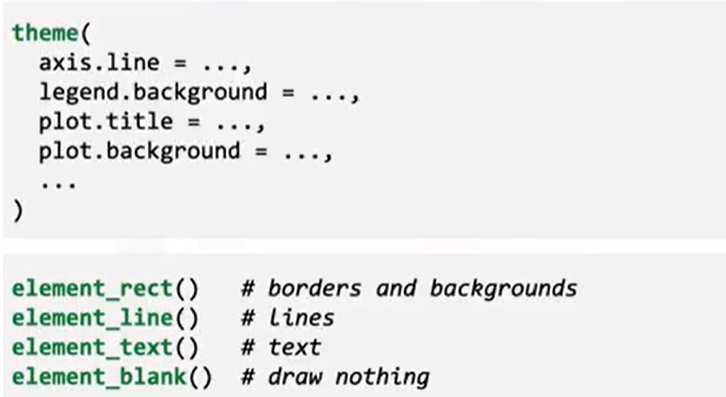 theme(
  axis.line = ...,
  legend.background = ...,
  plot.title = ...,
  plot.background = ...,
  ...
)
element_rect()   # borders and backgrounds
element_line()   # lines
element_text()   # text
element_blank()  # draw nothing